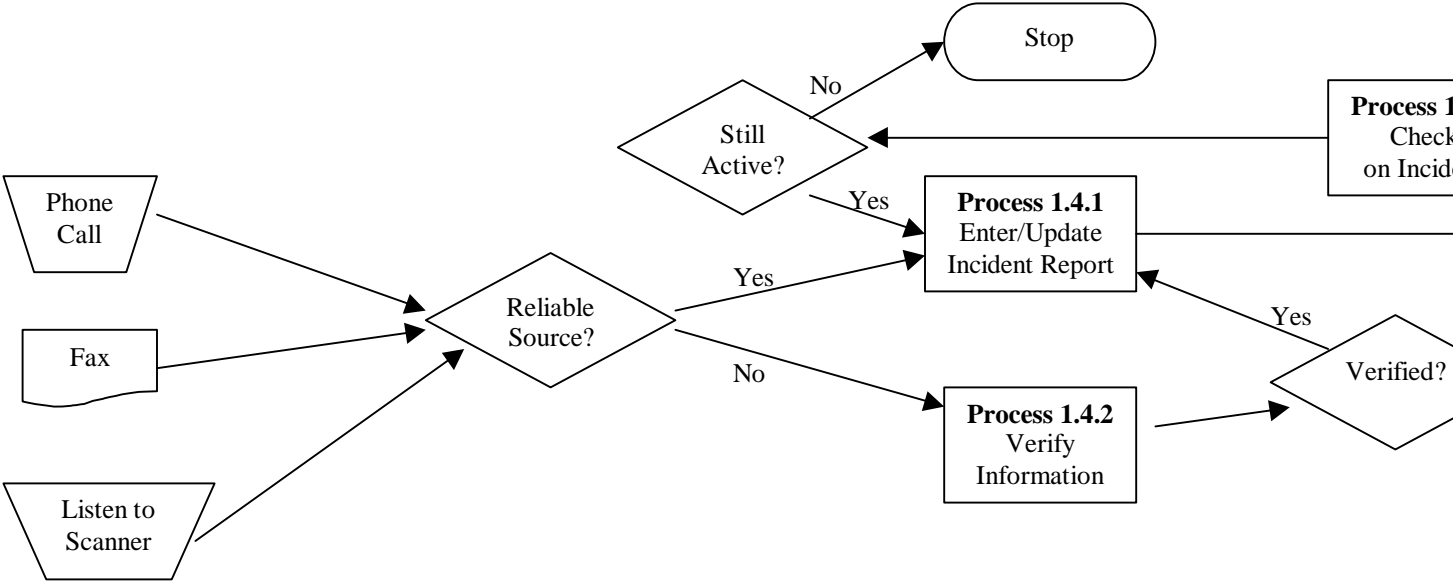 Stop
No
Process 1
Check
Still
Active?
on Incid
Phone
Call
Yes
Process 1.4.1
Enter/Update
Incident Report
Yes
Reliable
Source?
Yes
Fax
No
Verified?
Process 1.4.2
Verify
Information
Listen to
Scanner